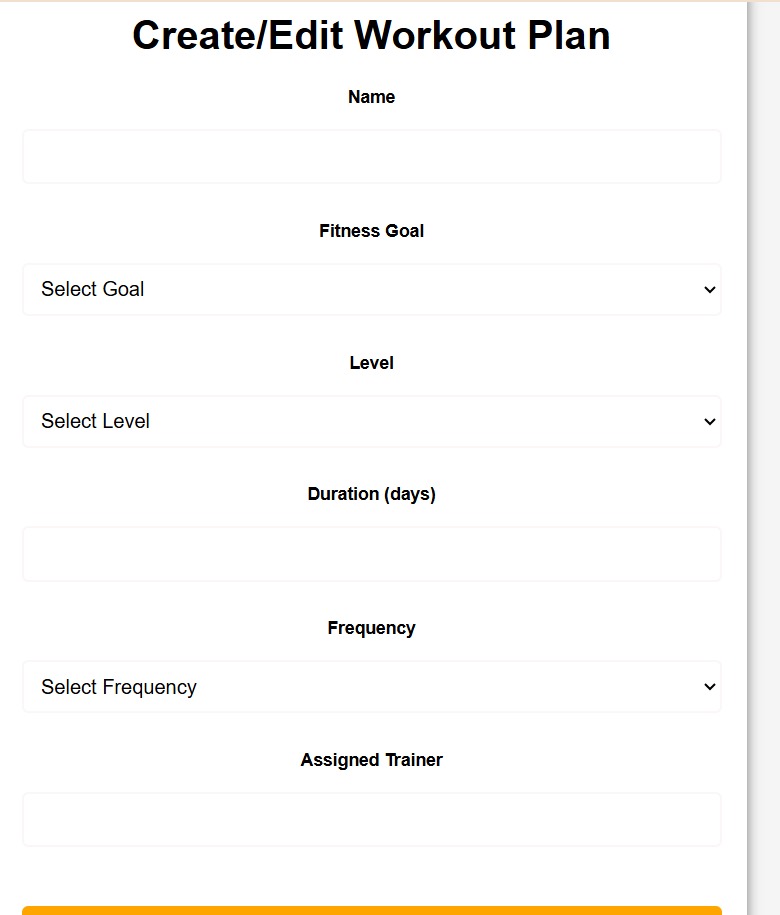 Create/Edit Workout Plan
Name
Fitness Goal
Select Goal
Level
Select Level
Duration (days)
Frequency
Select Frequency
Assigned Trainer